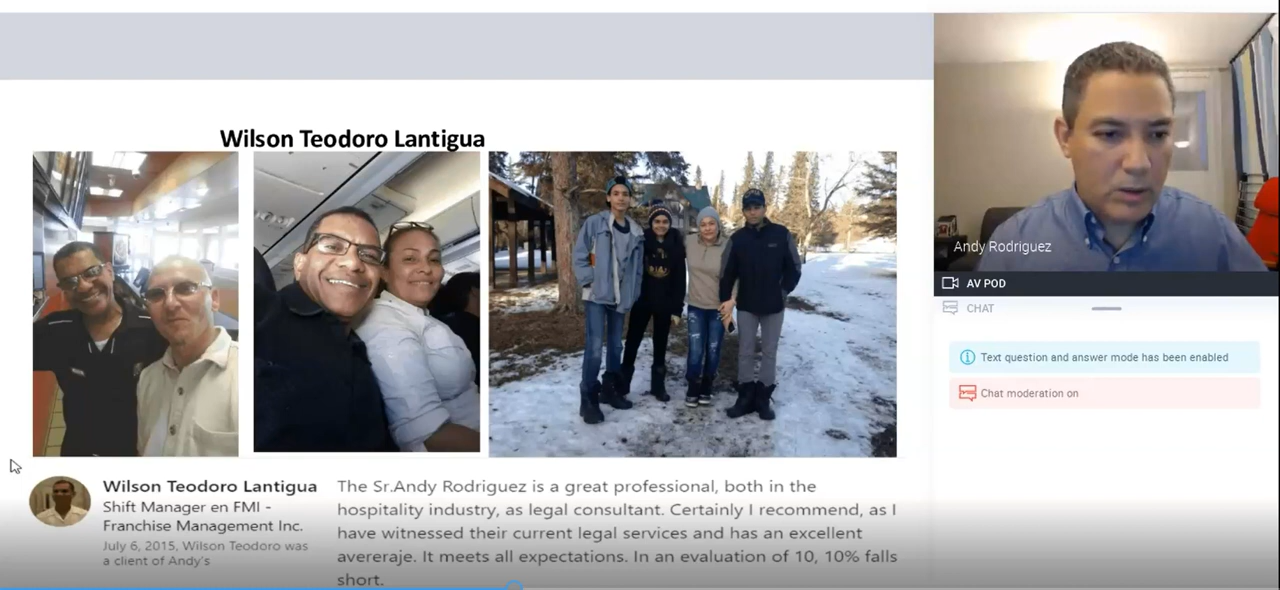 Wilson Teodoro Lantigua
Andy Rodriguez
AV POD
CHAT
Text question and answer mode has been enabled
Chat moderation on
Wilson Teodoro Lantigua
Shift Manager en FMI -
Franchise Management Inc.
July 6, 2015, Wilson Teodoro was
a client of Andy's
The Sr.Andy Rodriguez is a great professional, both in the
hospitality industry, as legal consultant. Certainly I recommend, as I
have witnessed their current legal services and has an excellent
avereraje. It meets all expectations. In an evaluation of 10, 10% falls
short.